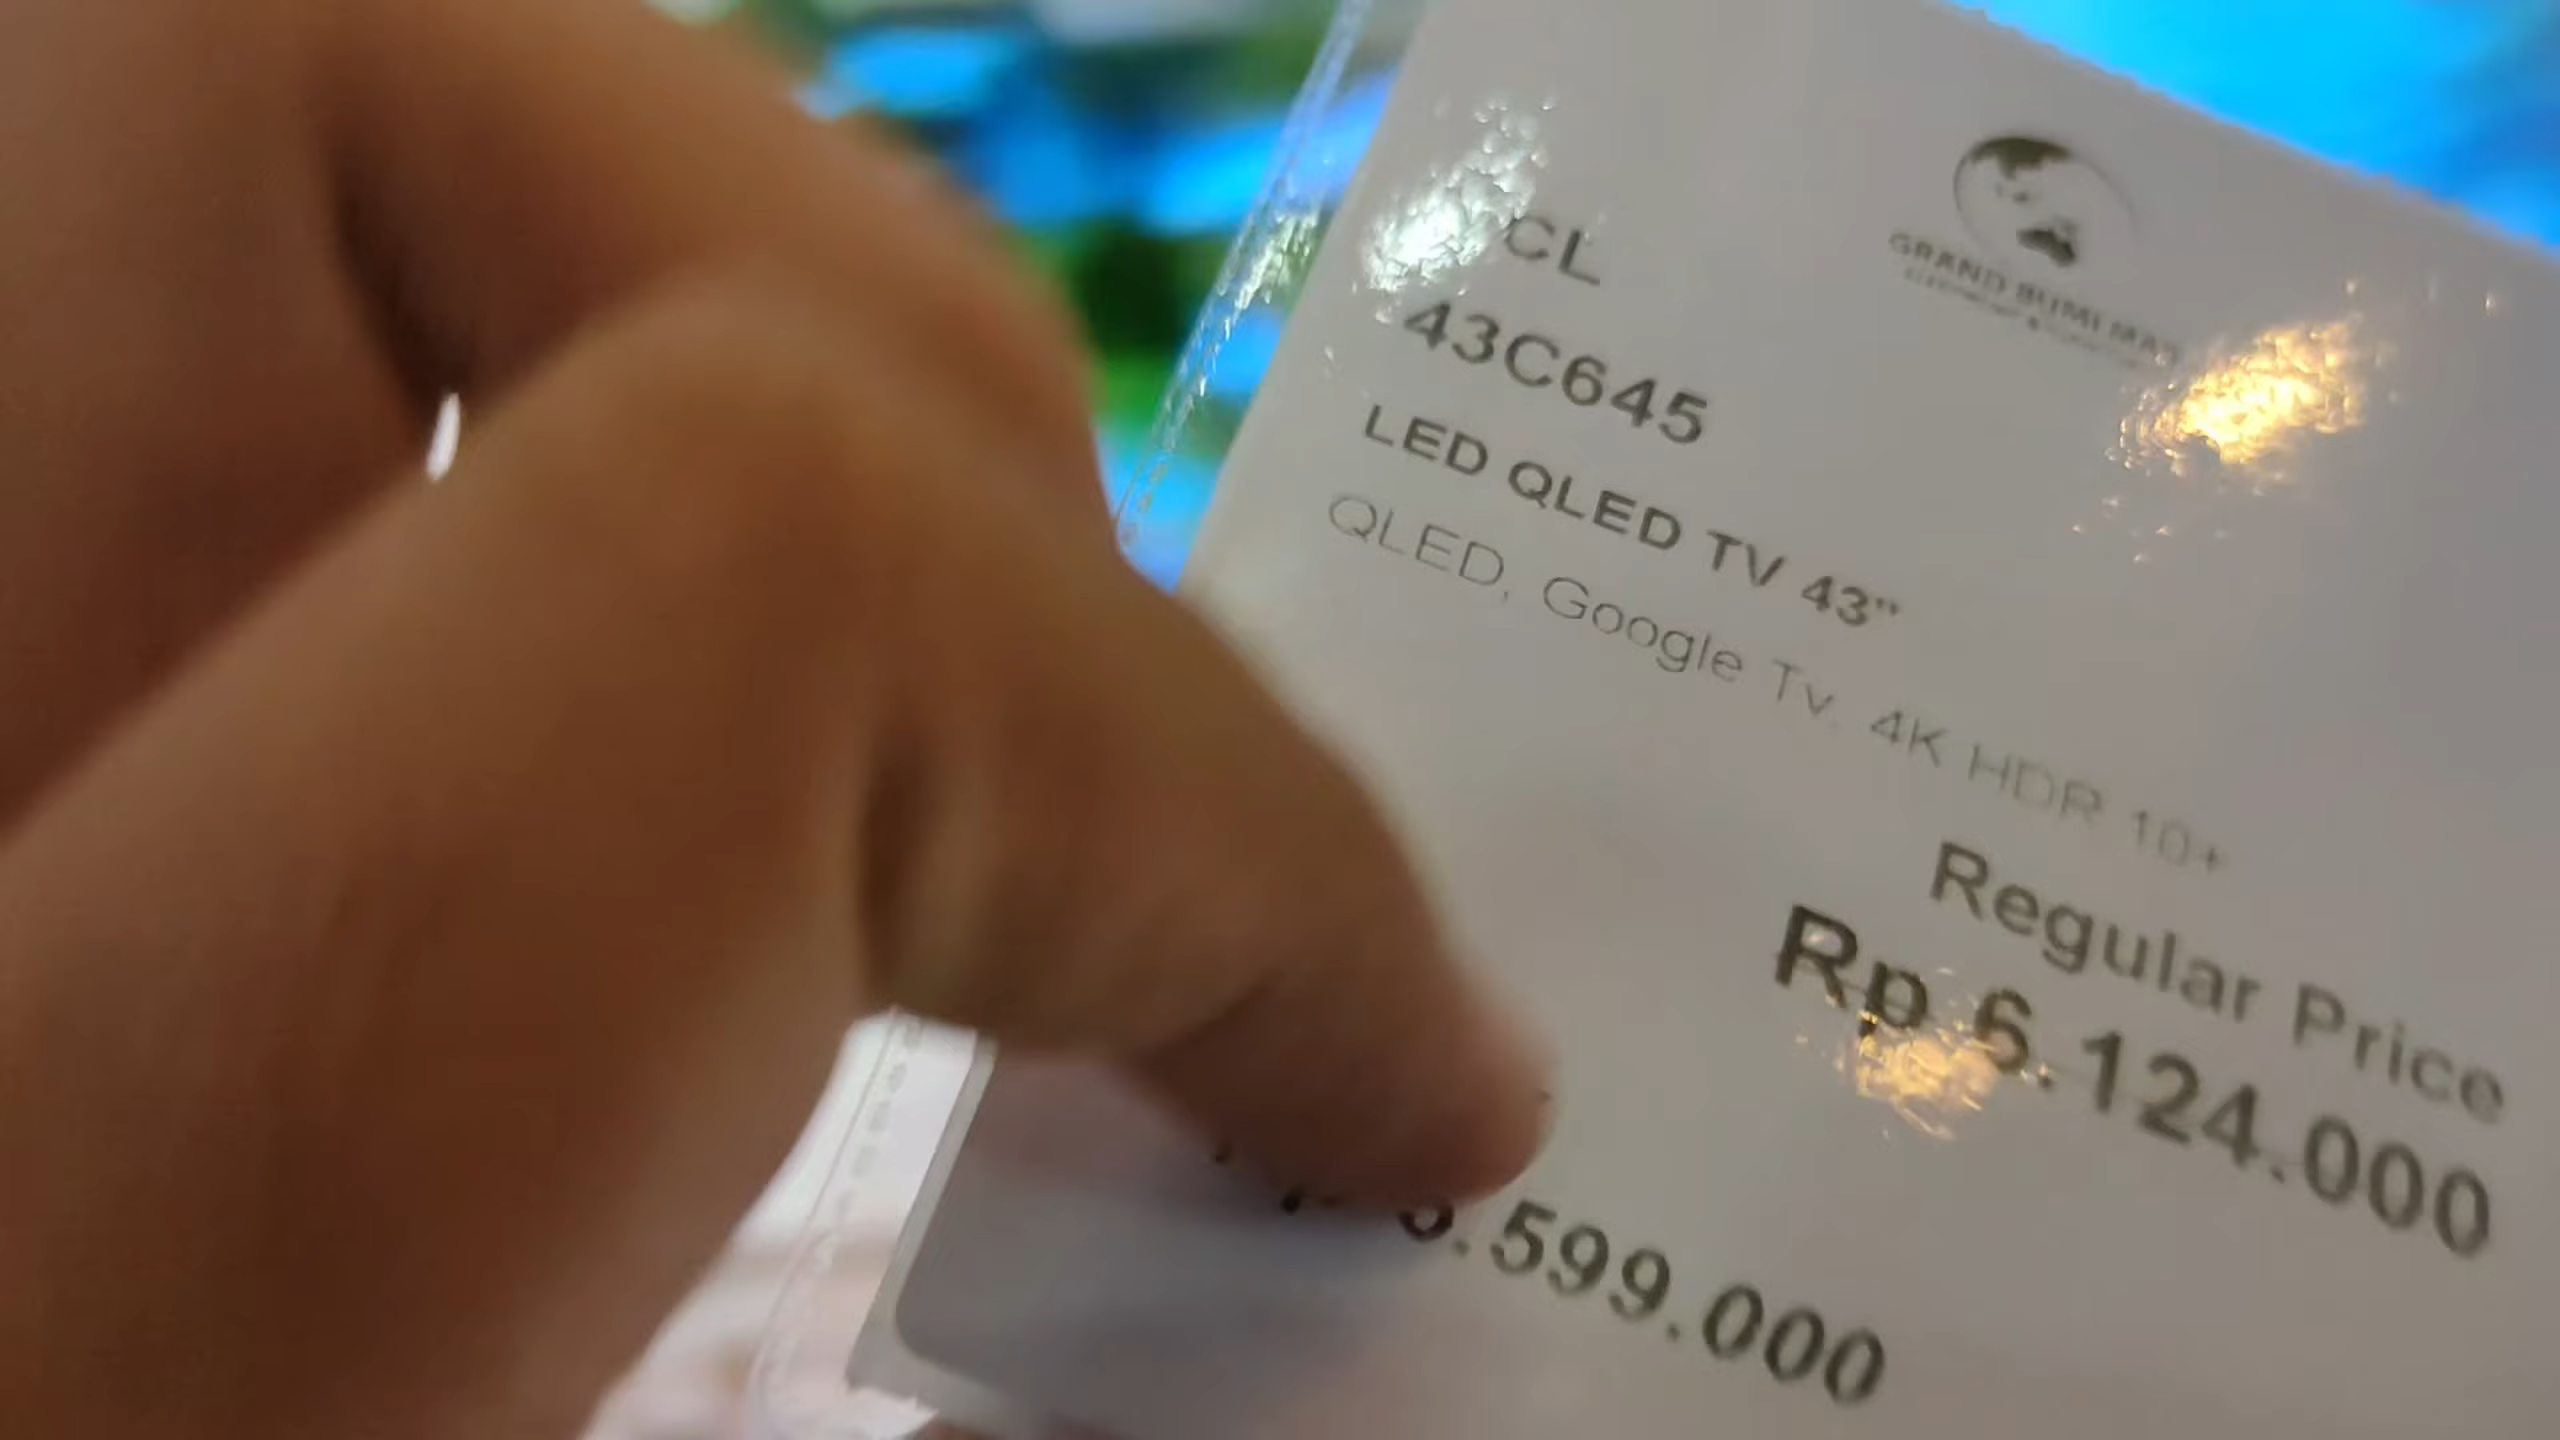 CL
43C645
LED QLED TV 43"
QLED, Google Tv, 4K HDR 10+
GRAND BUMI MAS
Regular Price
Rp 6.124.000
.599.000